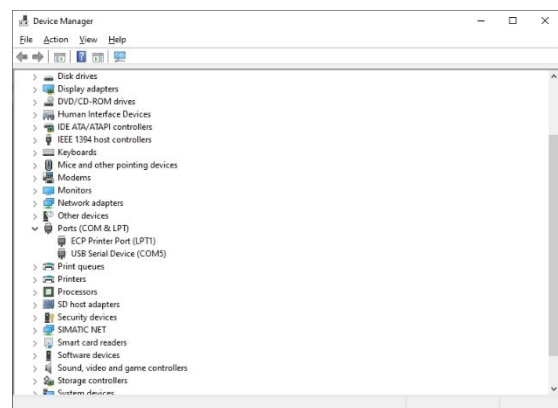 Device Manager
File Action View Help
Disk drives
Display adapters
DVD/CD-ROM drives
Human Interface Devices
IDE ATA/ATAPI controllers
IEEE 1394 host controllers
Keyboards
Mice and other pointing devices
Modems
Monitors
Network adapters
Other devices
Ports (COM & LPT)
ECP Printer Port (LPT1)
USB Serial Device (COM5)
Print queues
Printers
Processors
SD host adapters
Security devices
SIMATIC NET
Smart card readers
Software devices
Sound, video and game controllers
Storage controllers
System devices